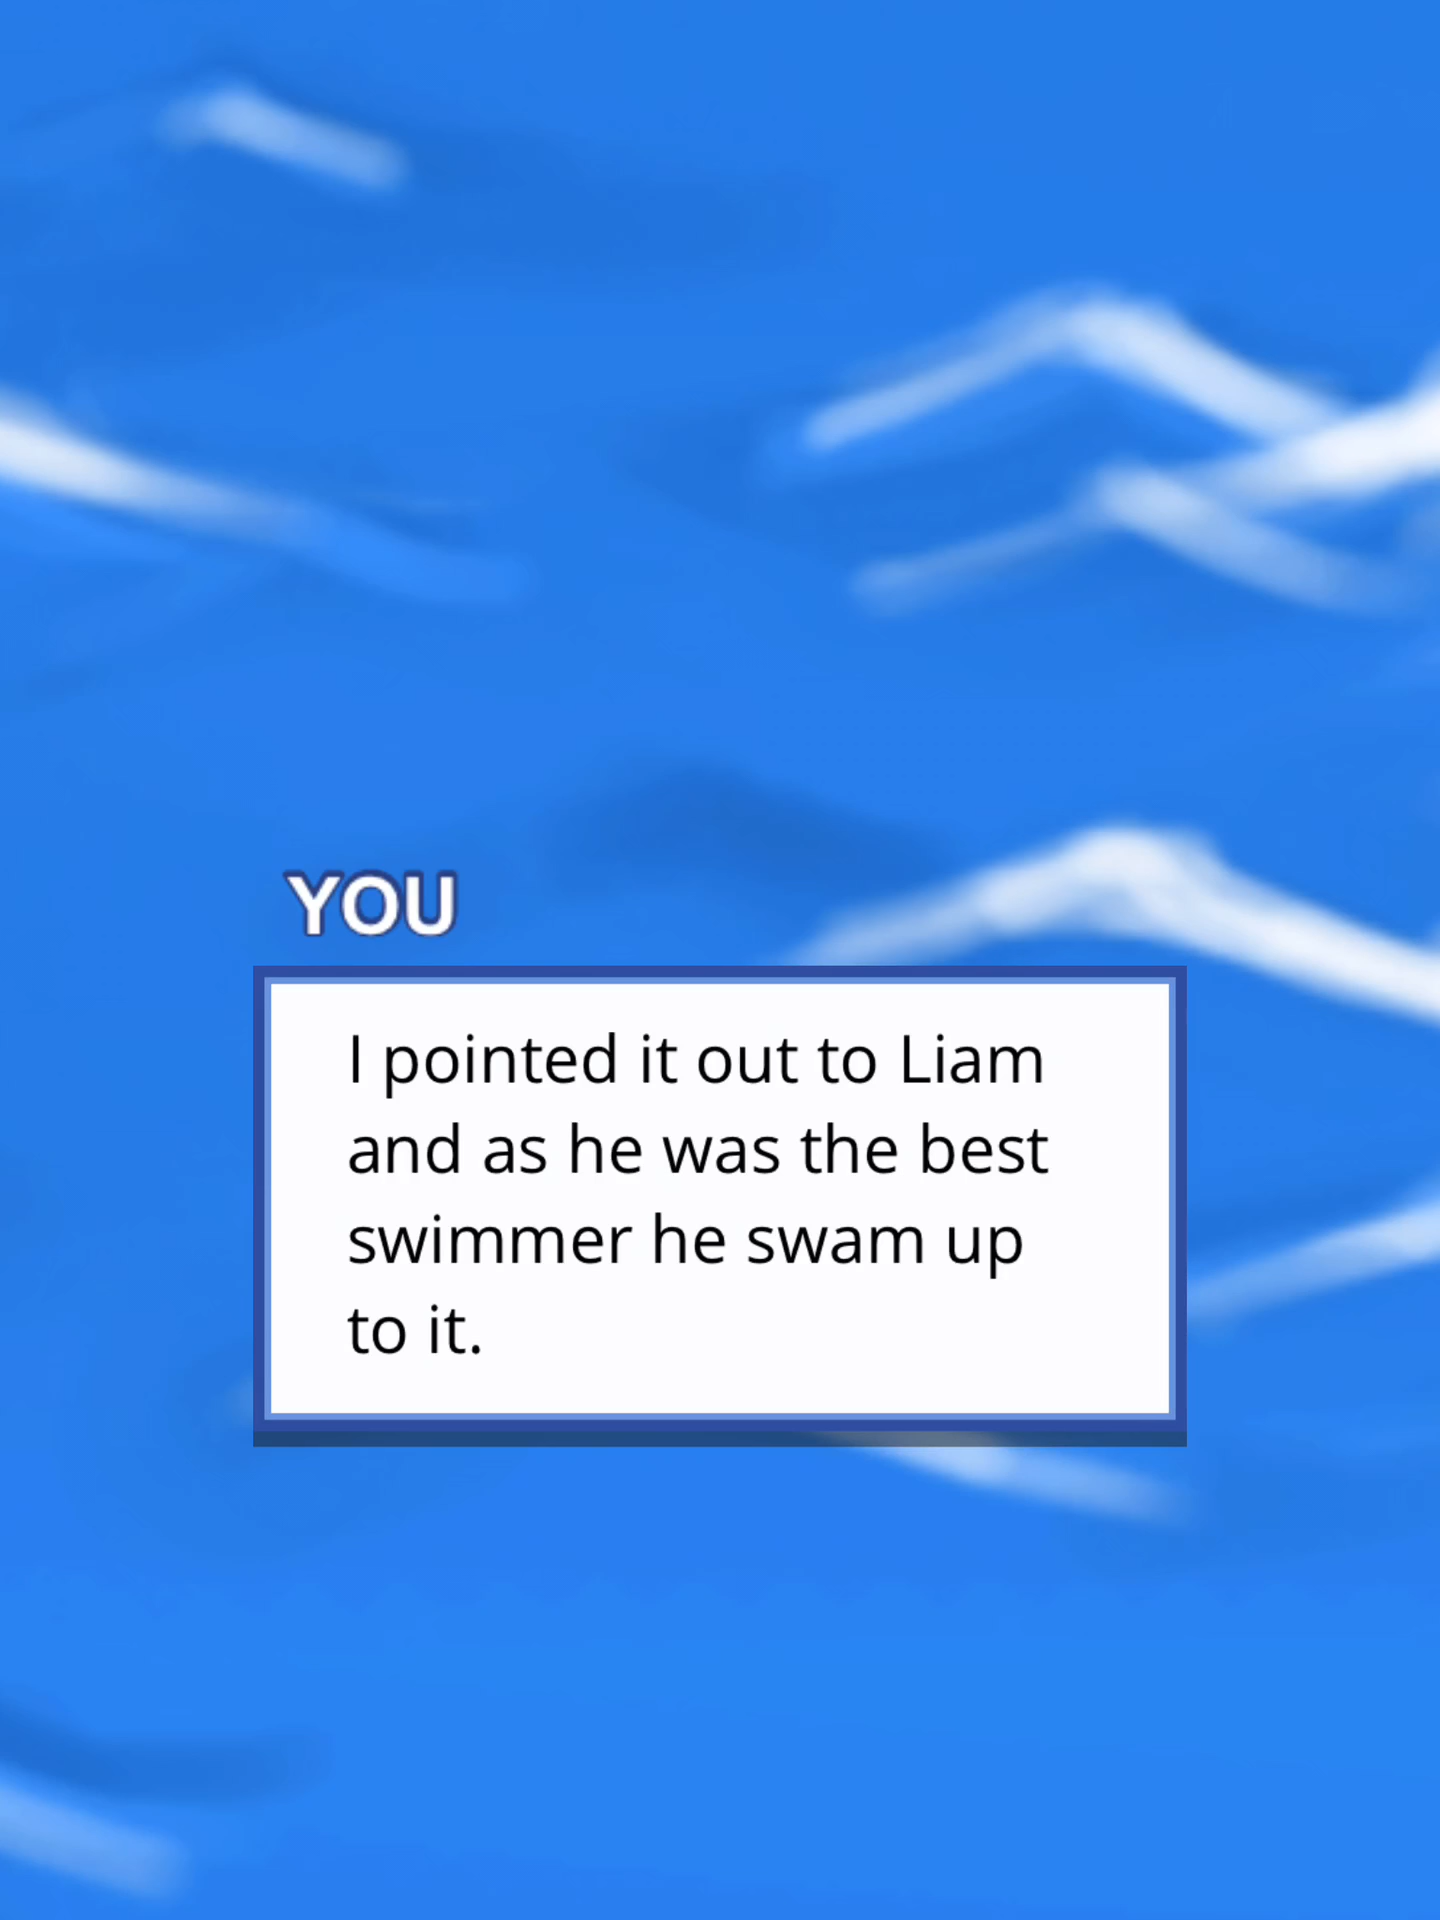 YOU
I pointed it out to Liam
and as he was the best
swimmer he swam up
to it.